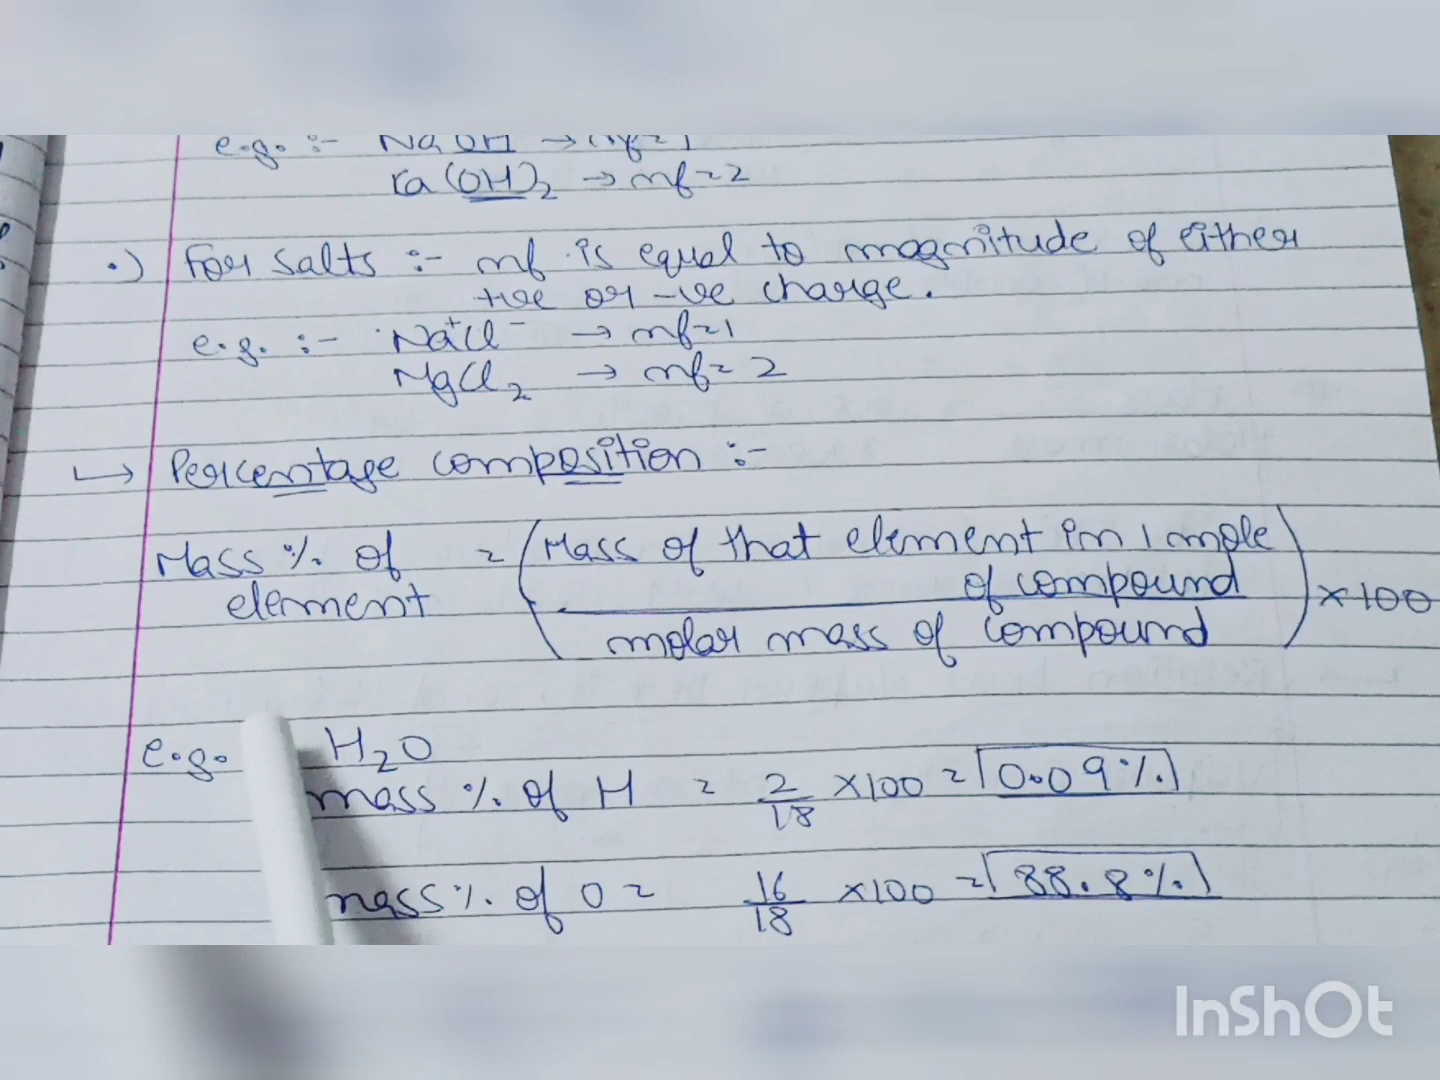 e.g. :- NaOH → nf = 1
Ca(OH)2 → nf = 2
•) For salts :- nf is equal to magnitude of either
+ve or -ve charge.
e.g. :- Na+Cl- → nf = 1
MgCl2 → nf = 2
↳ Percentage composition :-
Mass % of element = (Mass of that element in 1 mole of compound / molar mass of compound) × 100
e.g. H2O
mass % of H = 2/18 × 100 = 0.09%
mass % of O = 16/18 × 100 = 88.8%
InShOt